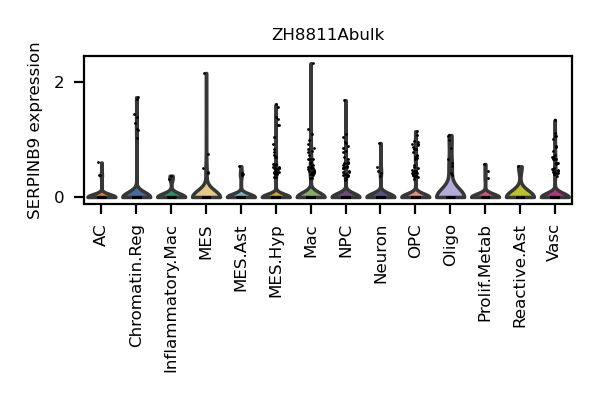 ZH8811Abulk
SERPINB9 expression
2
0
AC
Chromatin.Reg
Inflammatory.Mac
MES
MES.Ast
MES.Hyp
Mac
NPC
Neuron
OPC
Oligo
Prolif.Metab
Reactive.Ast
Vasc